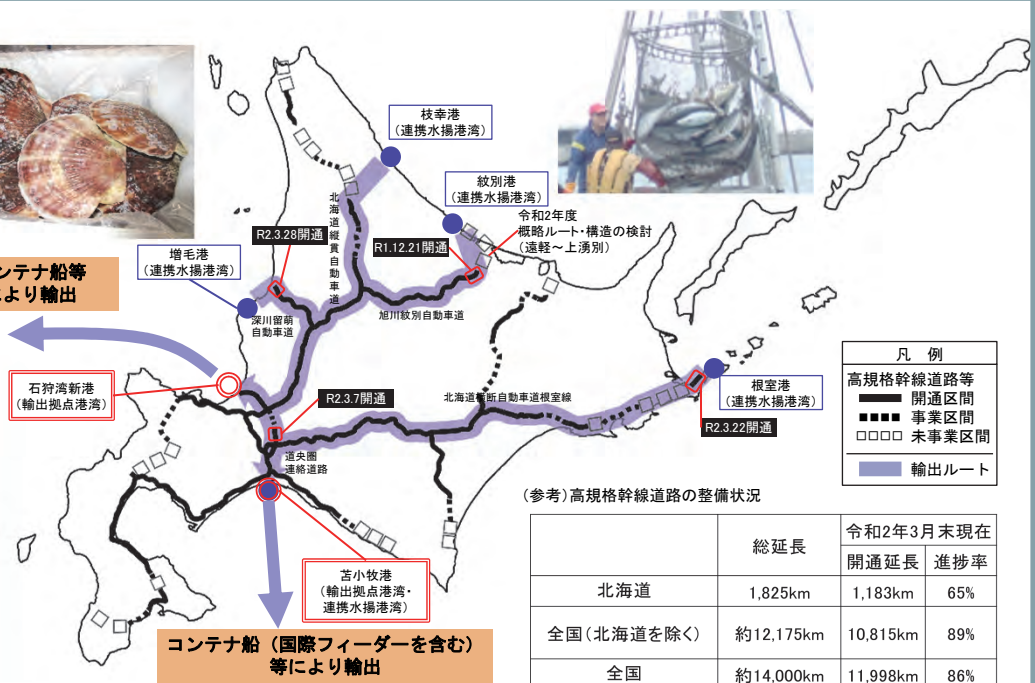 枝幸港
（連携水揚港湾）
紋別港
（連携水揚港湾）
令和2年度
概略ルート・構造の検討
（遠軽～上湧別）
R2.3.28開通
R1.12.21開通
北海道縦貫自動車道
増毛港
（連携水揚港湾）
ンテナ船等
により輸出
深川留萌
自動車道
旭川紋別自動車道
石狩湾新港
（輸出拠点港湾）
R2.3.7開通
北海道横断自動車道根室線
根室港
（連携水揚港湾）
R2.3.22開通
道央圏
連絡道路
苫小牧港
（輸出拠点港湾・
連携水揚港湾）
コンテナ船（国際フィーダーを含む）
等により輸出
凡 例
高規格幹線道路等
開通区間
事業区間
未事業区間
輸出ルート
（参考）高規格幹線道路の整備状況
総延長 令和2年3月末現在
開通延長 進捗率
北海道 1,825km 1,183km 65%
全国（北海道を除く） 約12,175km 10,815km 89%
全国 約14,000km 11,998km 86%